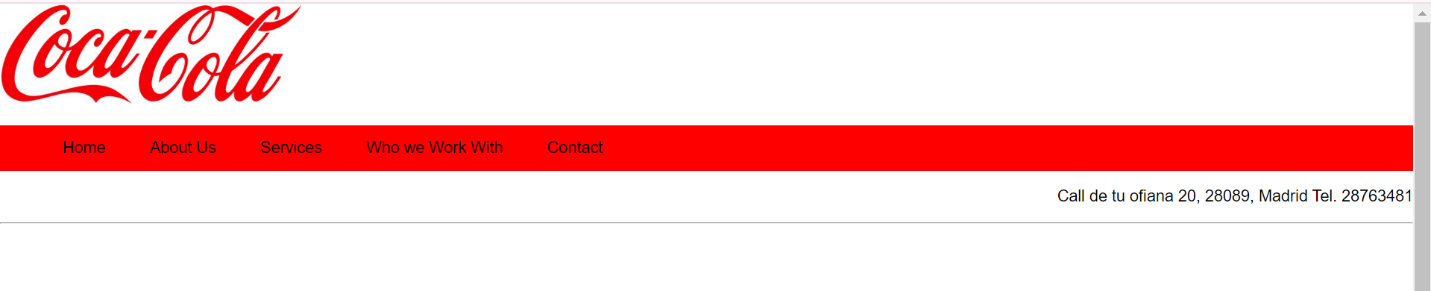 Coca-Cola
Home About Us Services Who we Work With Contact
Call de tu ofiana 20, 28089, Madrid Tel. 28763481